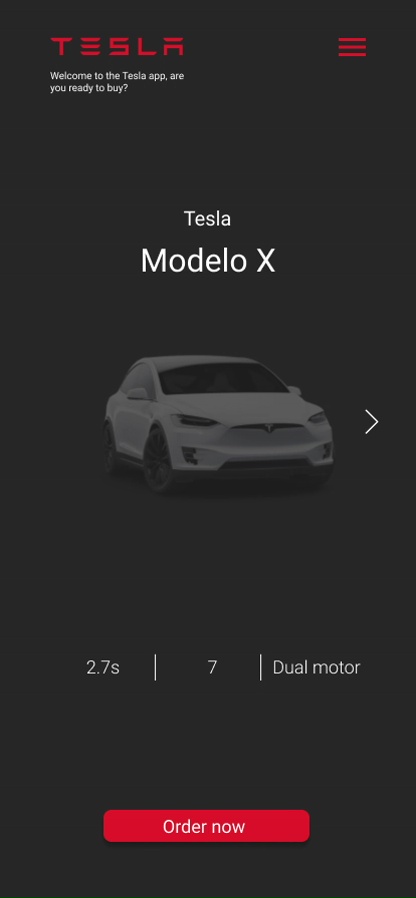 TESLA
Welcome to the Tesla app, are
you ready to buy?
Tesla
Modelo X
2.7s 7 Dual motor
Order now